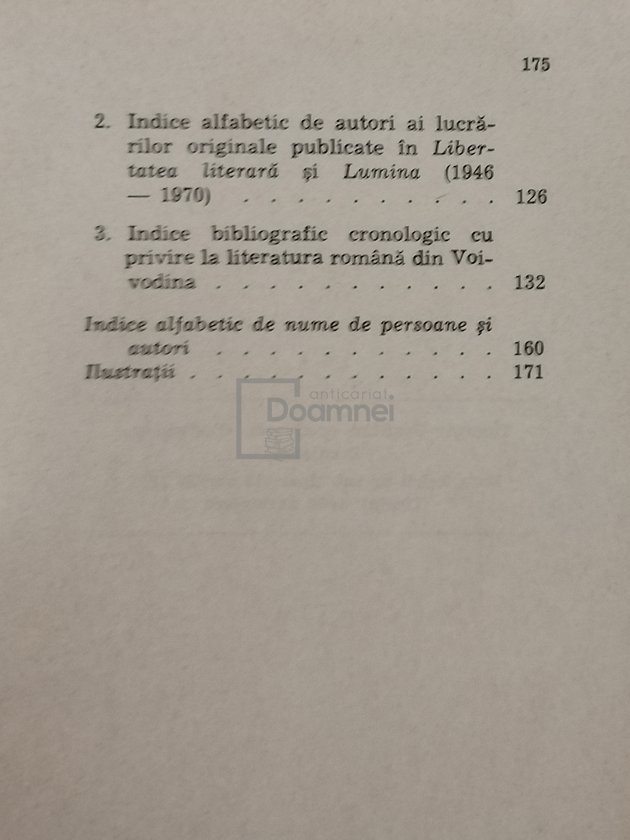 175
2. Indice alfabetic de autori ai lucră-
rilor originale publicate în Liber-
tatea literară și Lumina (1946
— 1970) . . . . . . . . . . 126
3. Indice bibliografic cronologic cu
privire la literatura română din Voi-
vodina . . . . . . . . . . . 132
Indice alfabetic de nume de persoane și
autori . . . . . . . . . . . 160
Ilustrații . . . . . . . . . . . . 171
anticariat
Doamnei